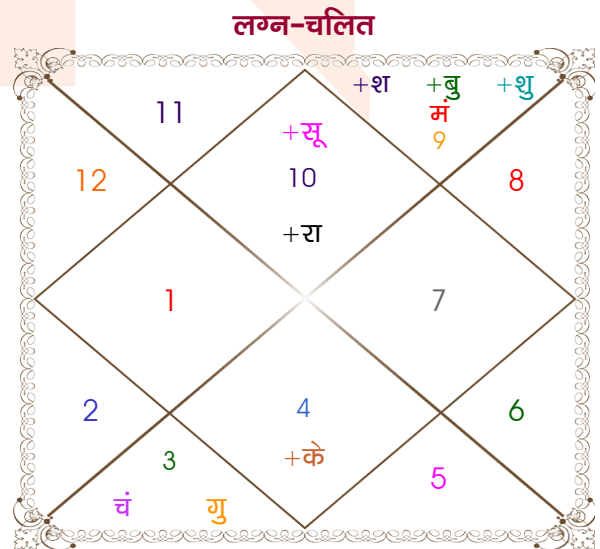 लग्न-चलित
+श +बु +शु
11 +सू मं
9
12 10 8
+रा
1 7
2 4 6
3 +के 5
चं गु